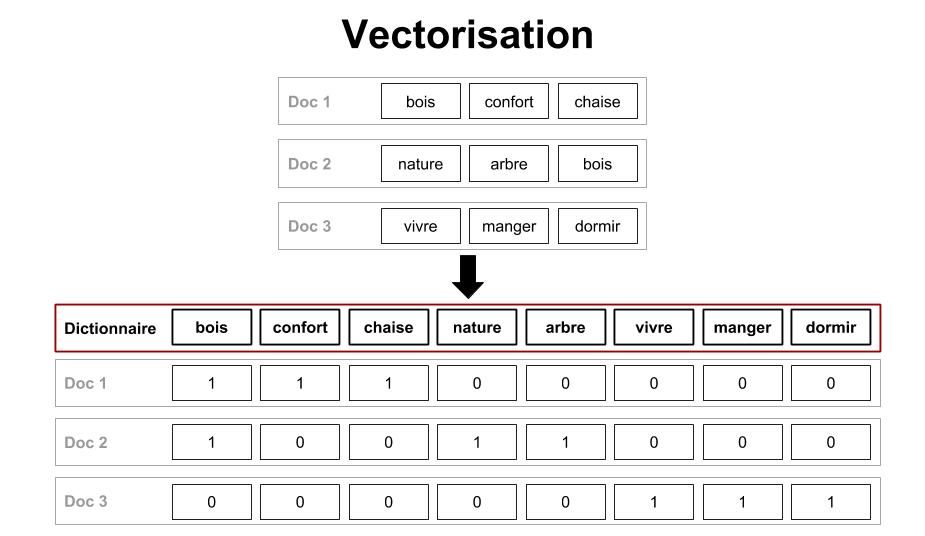 Vectorisation
Doc 1 bois confort chaise
Doc 2 nature arbre bois
Doc 3 vivre manger dormir
Dictionnaire bois confort chaise nature arbre vivre manger dormir
Doc 1 1 1 1 0 0 0 0 0
Doc 2 1 0 0 1 1 0 0 0
Doc 3 0 0 0 0 0 1 1 1